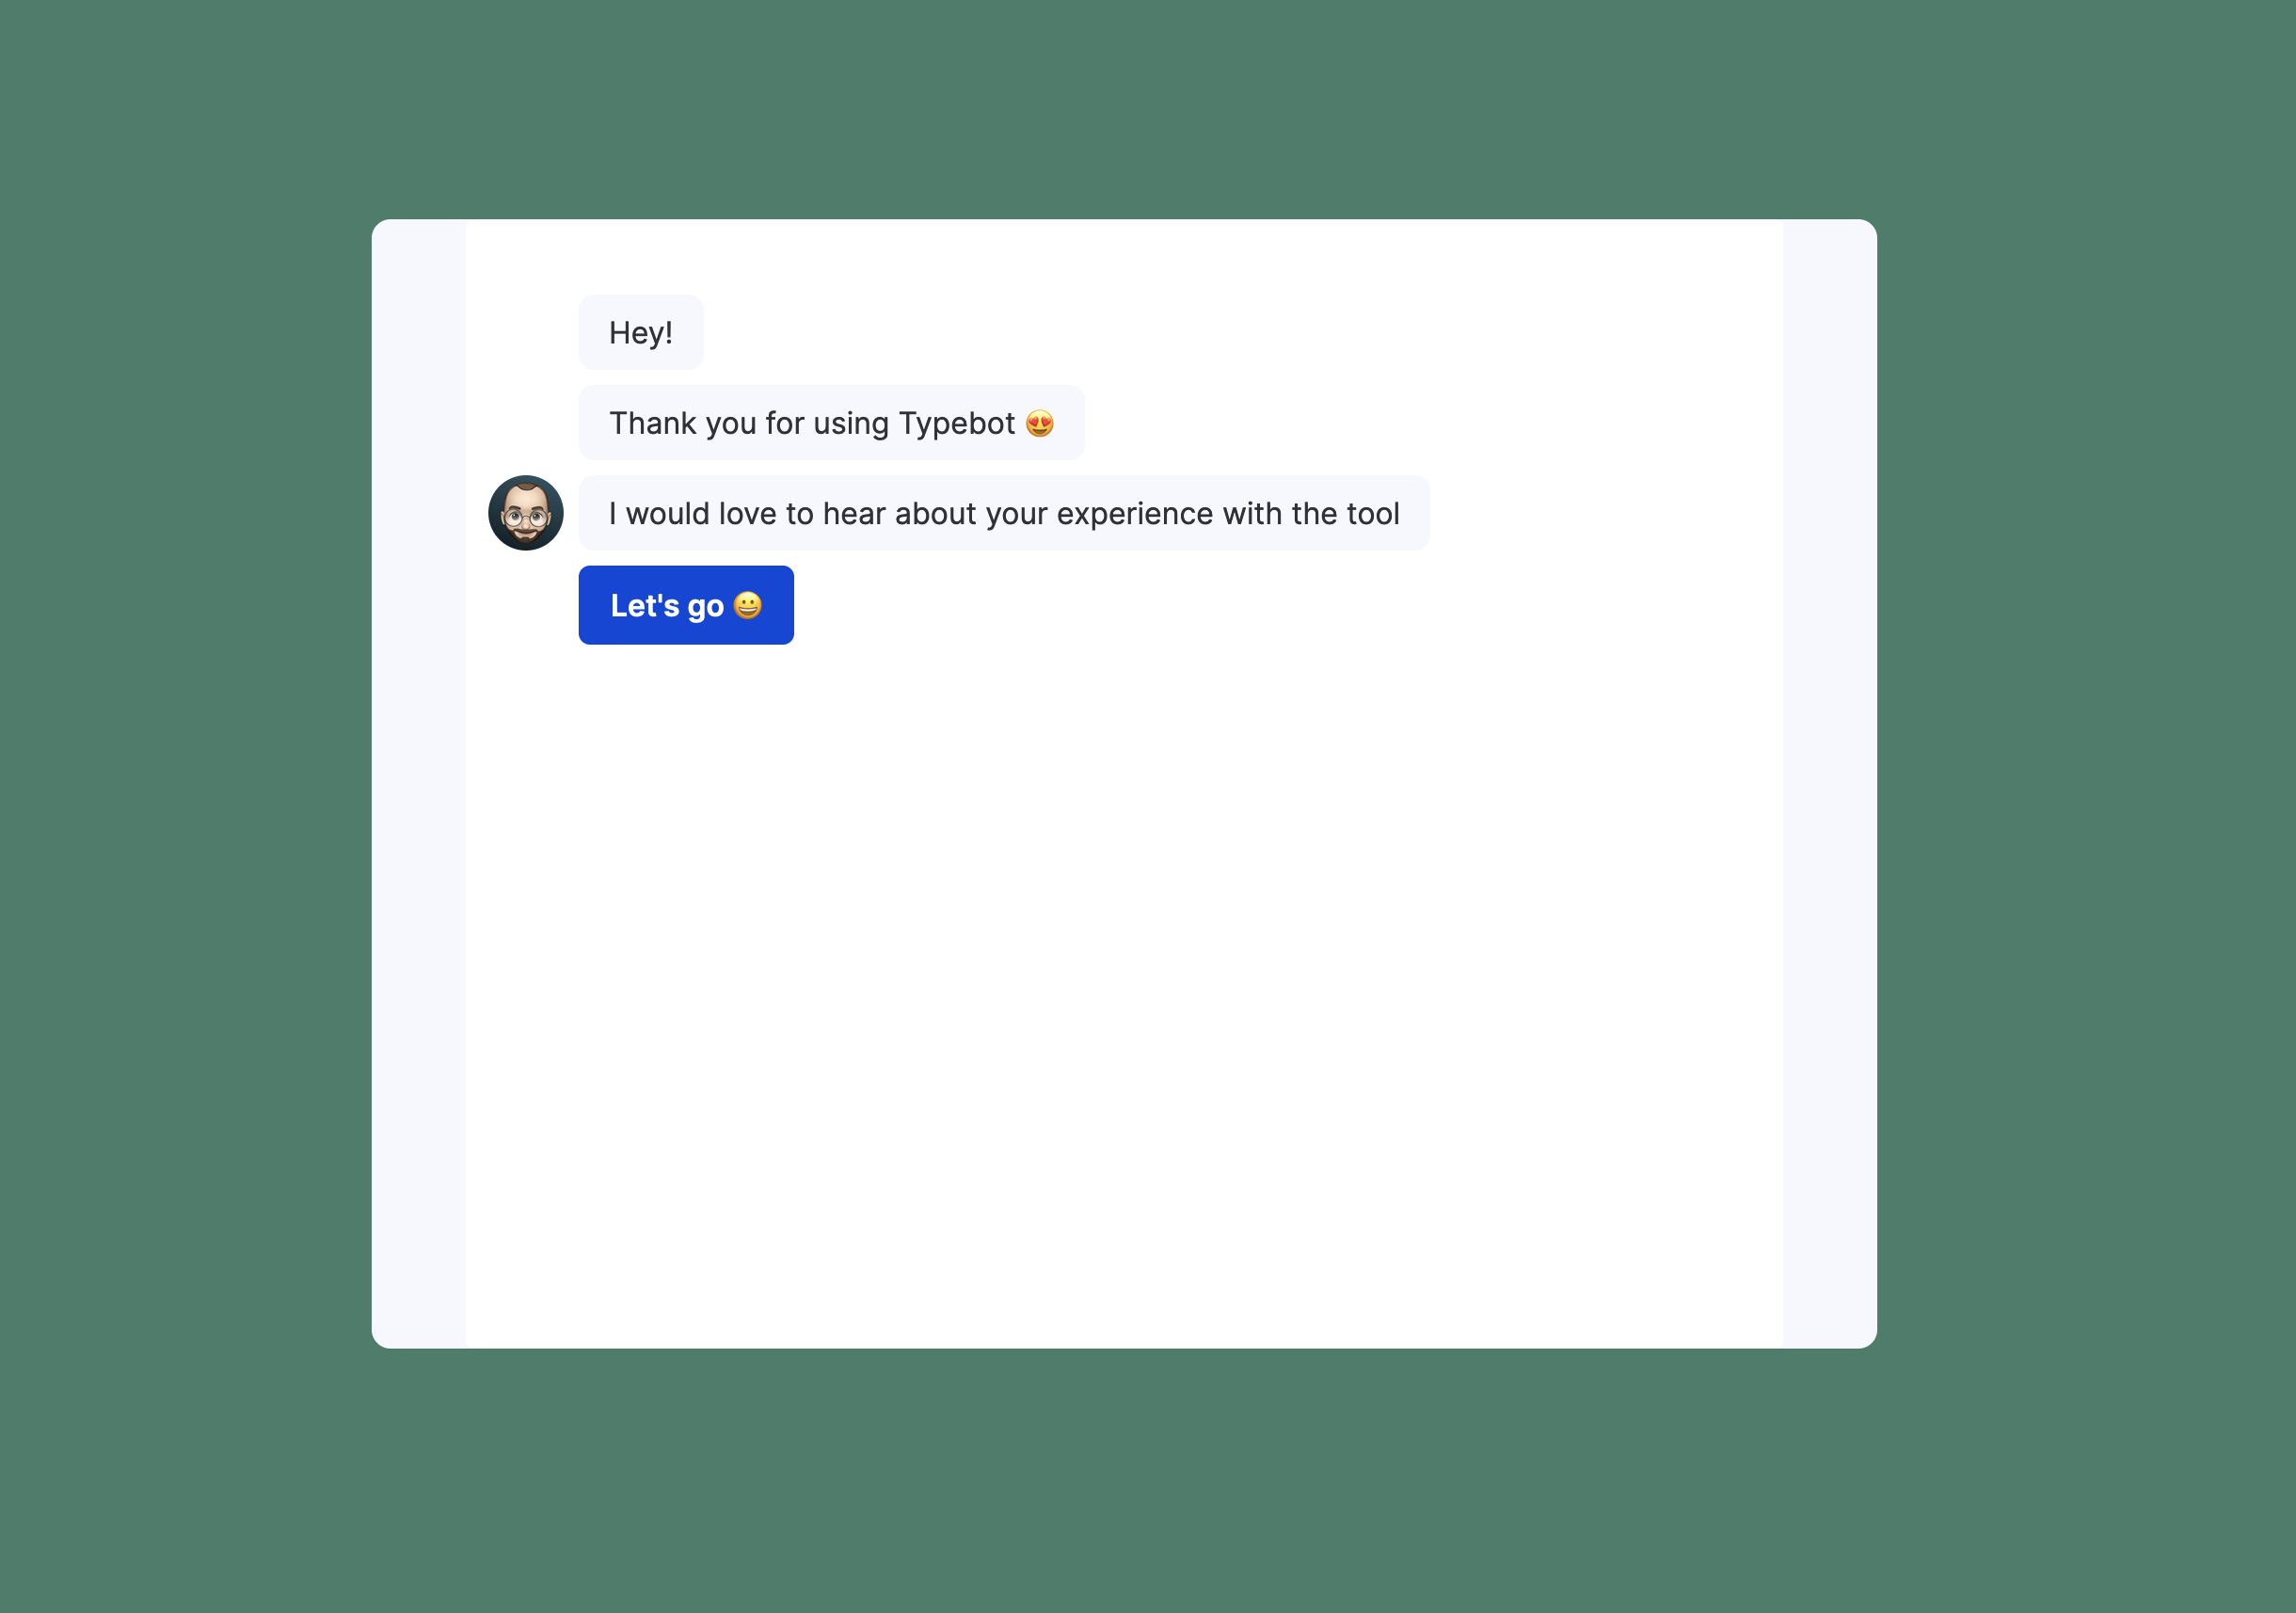 Hey!
Thank you for using Typebot 😍
I would love to hear about your experience with the tool
Let's go 😀